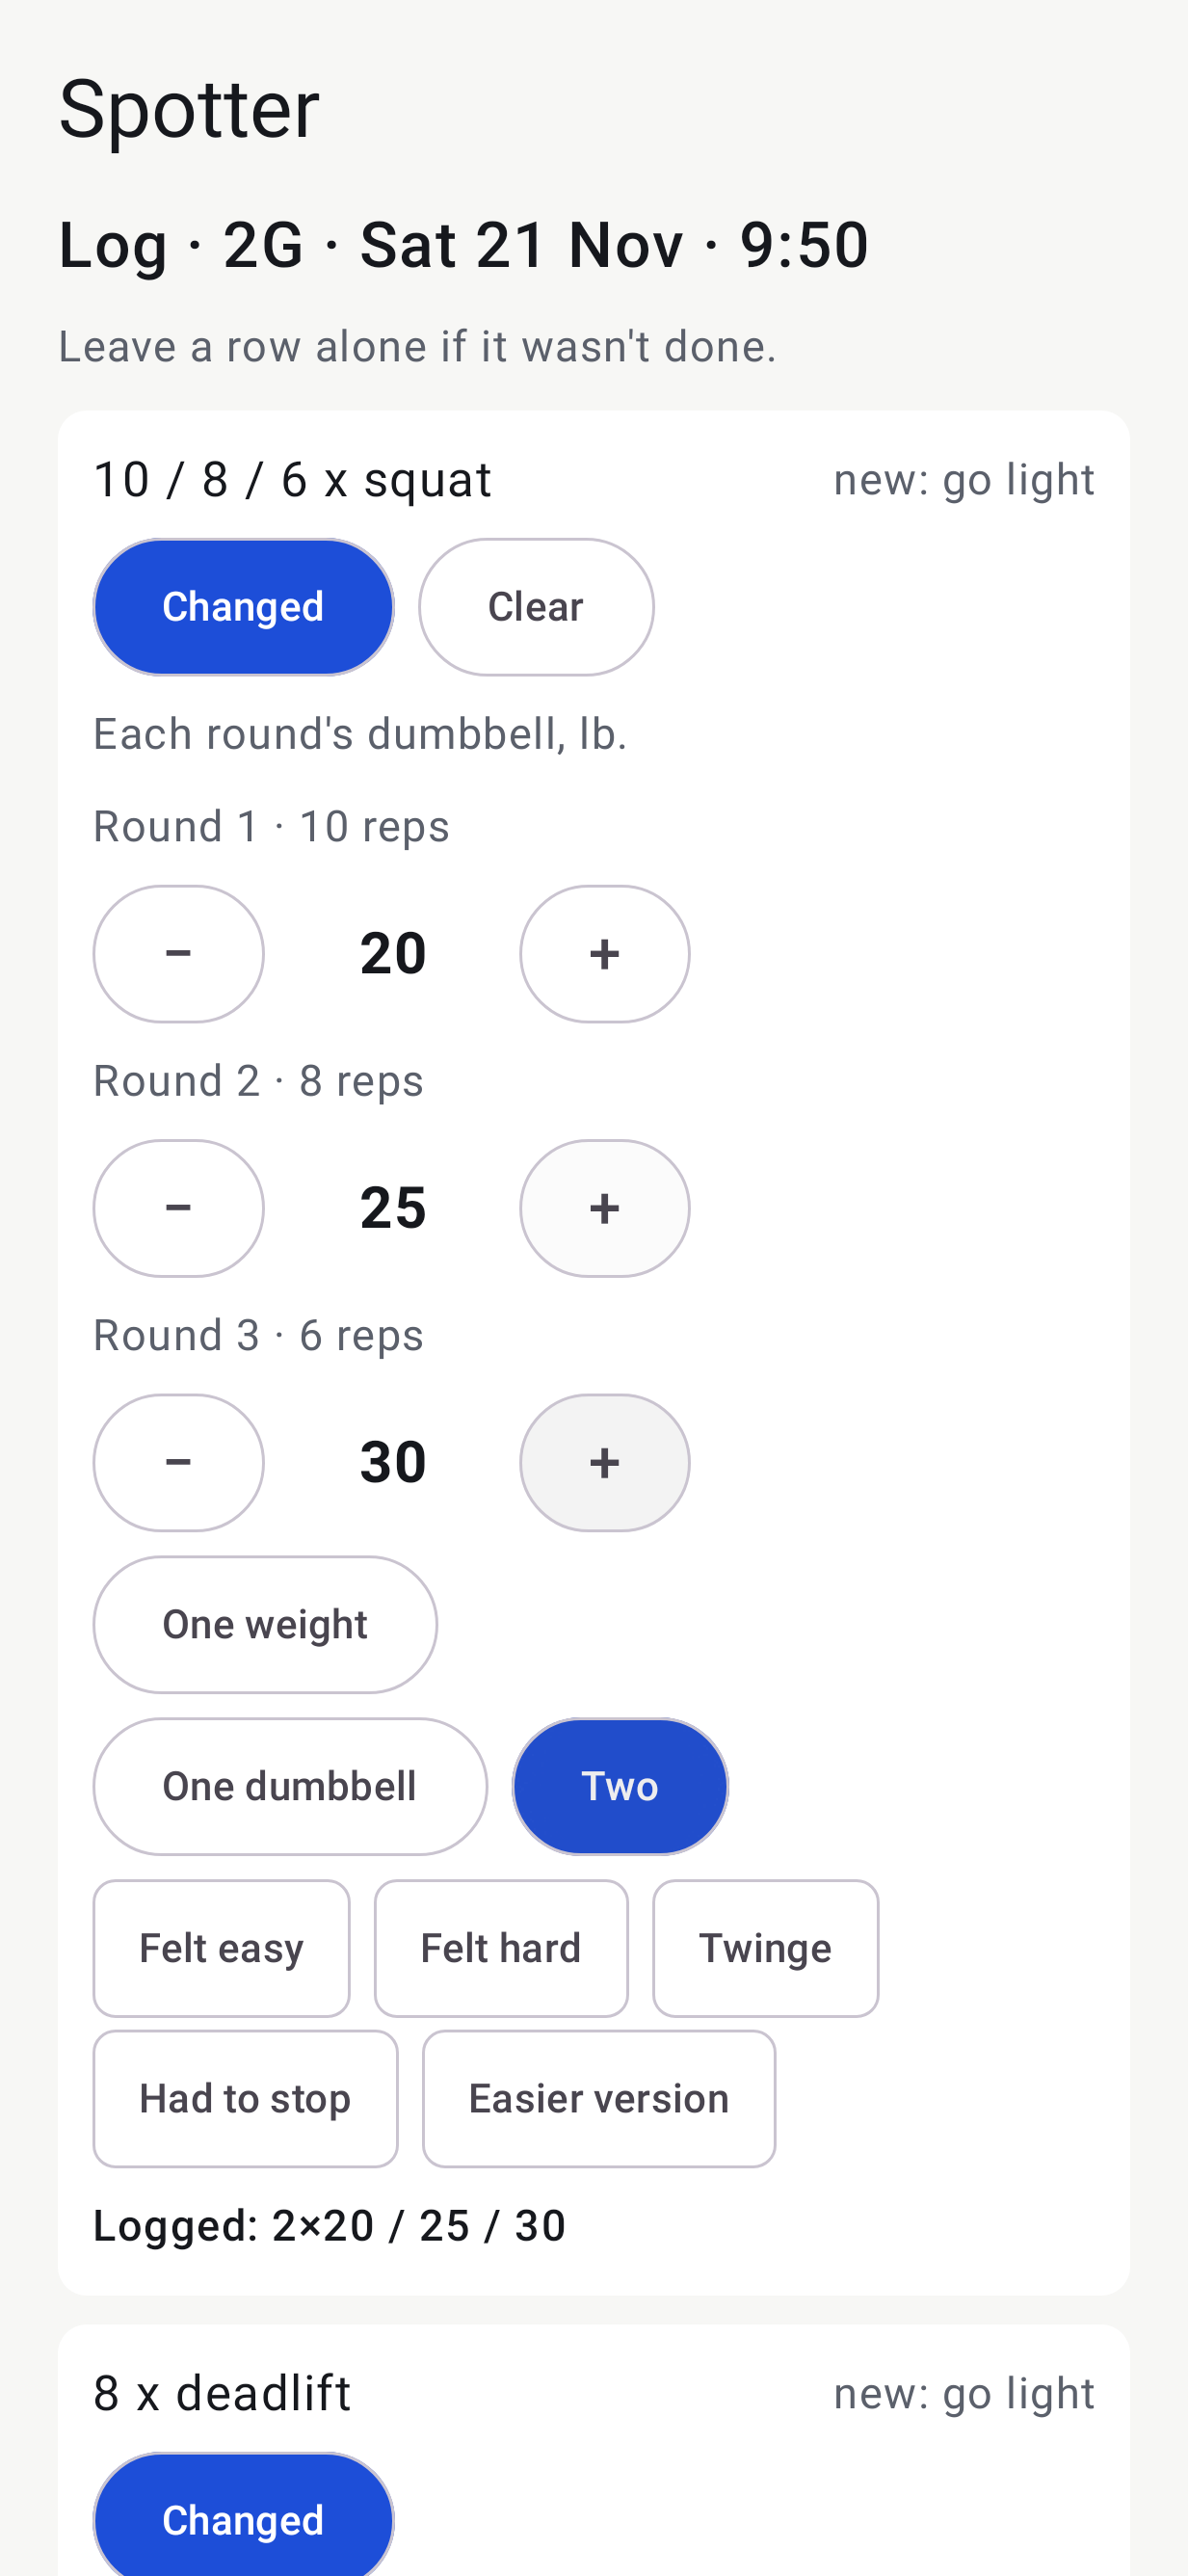 Spotter
Log · 2G · Sat 21 Nov · 9:50
Leave a row alone if it wasn't done.
10 / 8 / 6 x squat new: go light
Changed Clear
Each round's dumbbell, lb.
Round 1 · 10 reps
− 20 +
Round 2 · 8 reps
− 25 +
Round 3 · 6 reps
− 30 +
One weight
One dumbbell Two
Felt easy Felt hard Twinge
Had to stop Easier version
Logged: 2×20 / 25 / 30
8 x deadlift new: go light
Changed